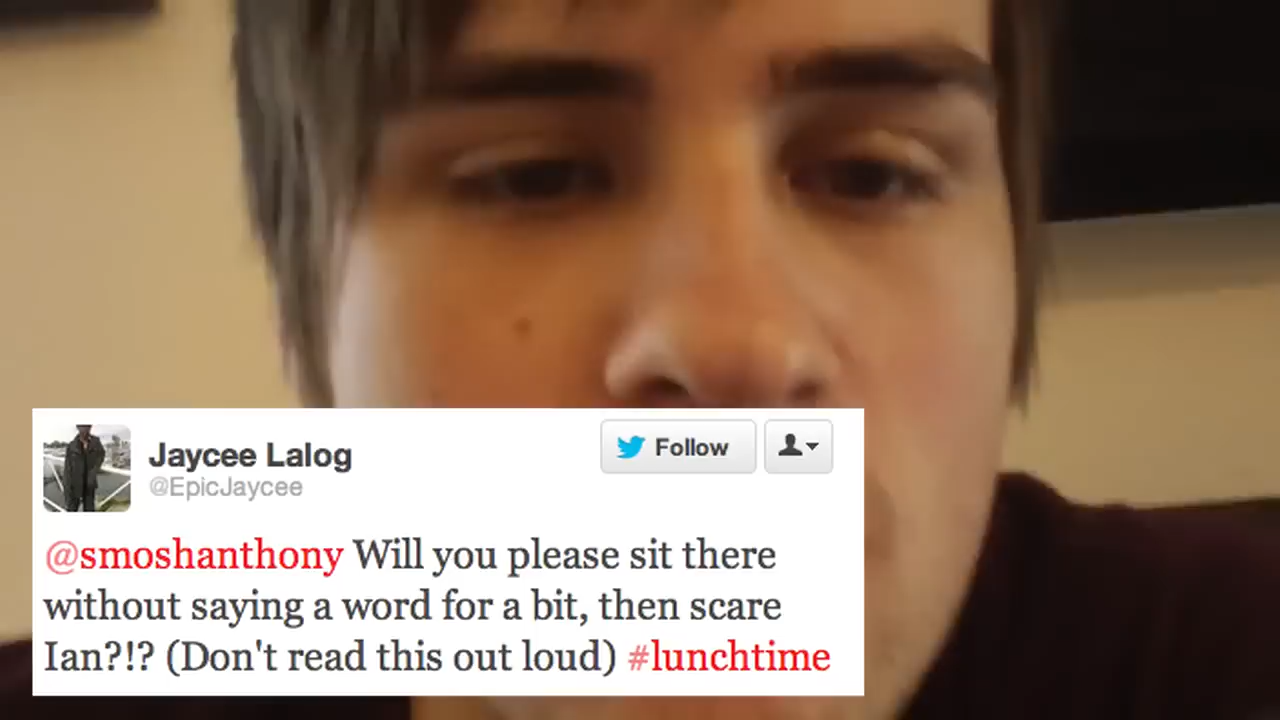 Jaycee Lalog
@EpicJaycee
Follow
@smoshanthony Will you please sit there
without saying a word for a bit, then scare
Ian?!? (Don't read this out loud) #lunchtime